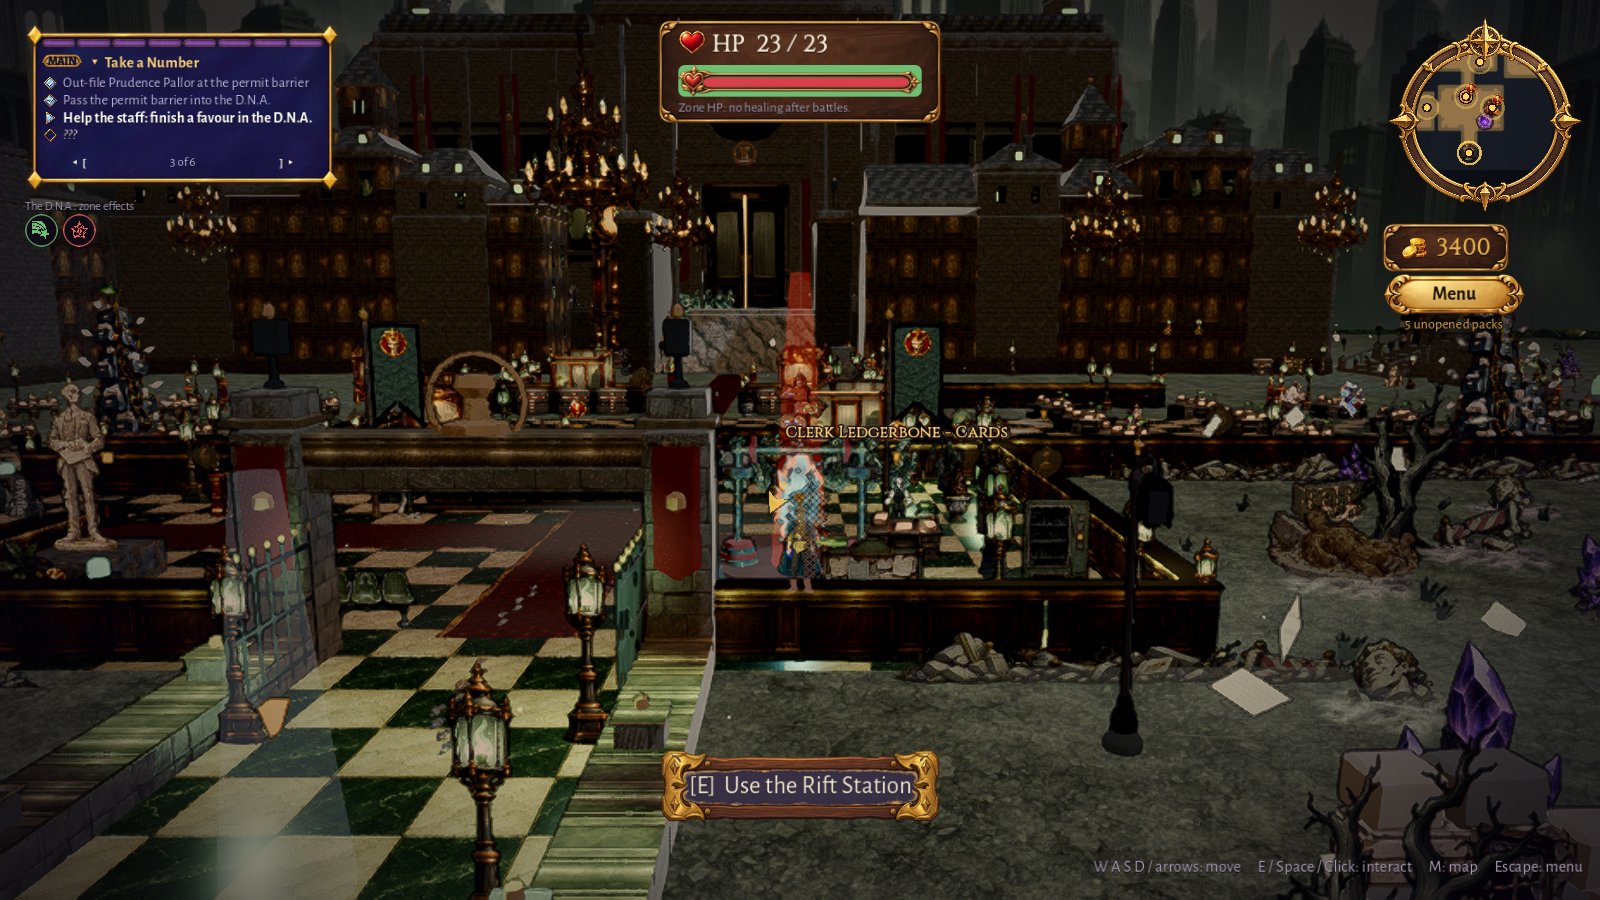 MAIN ▾ Take a Number
Out-file Prudence Pallor at the permit barrier
Pass the permit barrier into the D.N.A.
Help the staff: finish a favour in the D.N.A.
???
[ 3 of 6 ]
The D.N.A.: zone effects
HP 23 / 23
Zone HP: no healing after battles.
3400
Menu
5 unopened packs
Clerk Ledgerbone - Cards
[E] Use the Rift Station
W A S D / arrows: move E / Space / Click: interact M: map Escape: menu